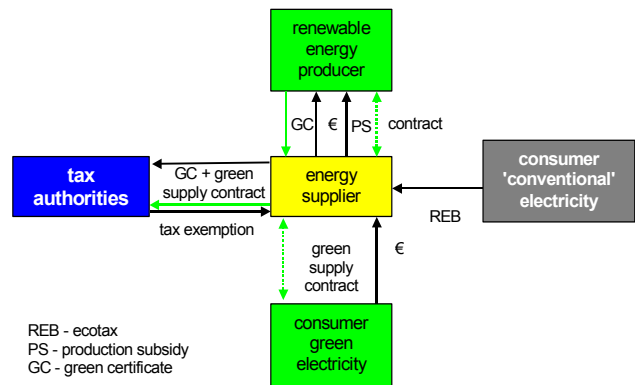 renewable
energy
producer
GC
€
PS
contract
tax
authorities
GC + green
supply contract
tax exemption
energy
supplier
REB
consumer
'conventional'
electricity
green
supply
contract
€
consumer
green
electricity
REB - ecotax
PS - production subsidy
GC - green certificate